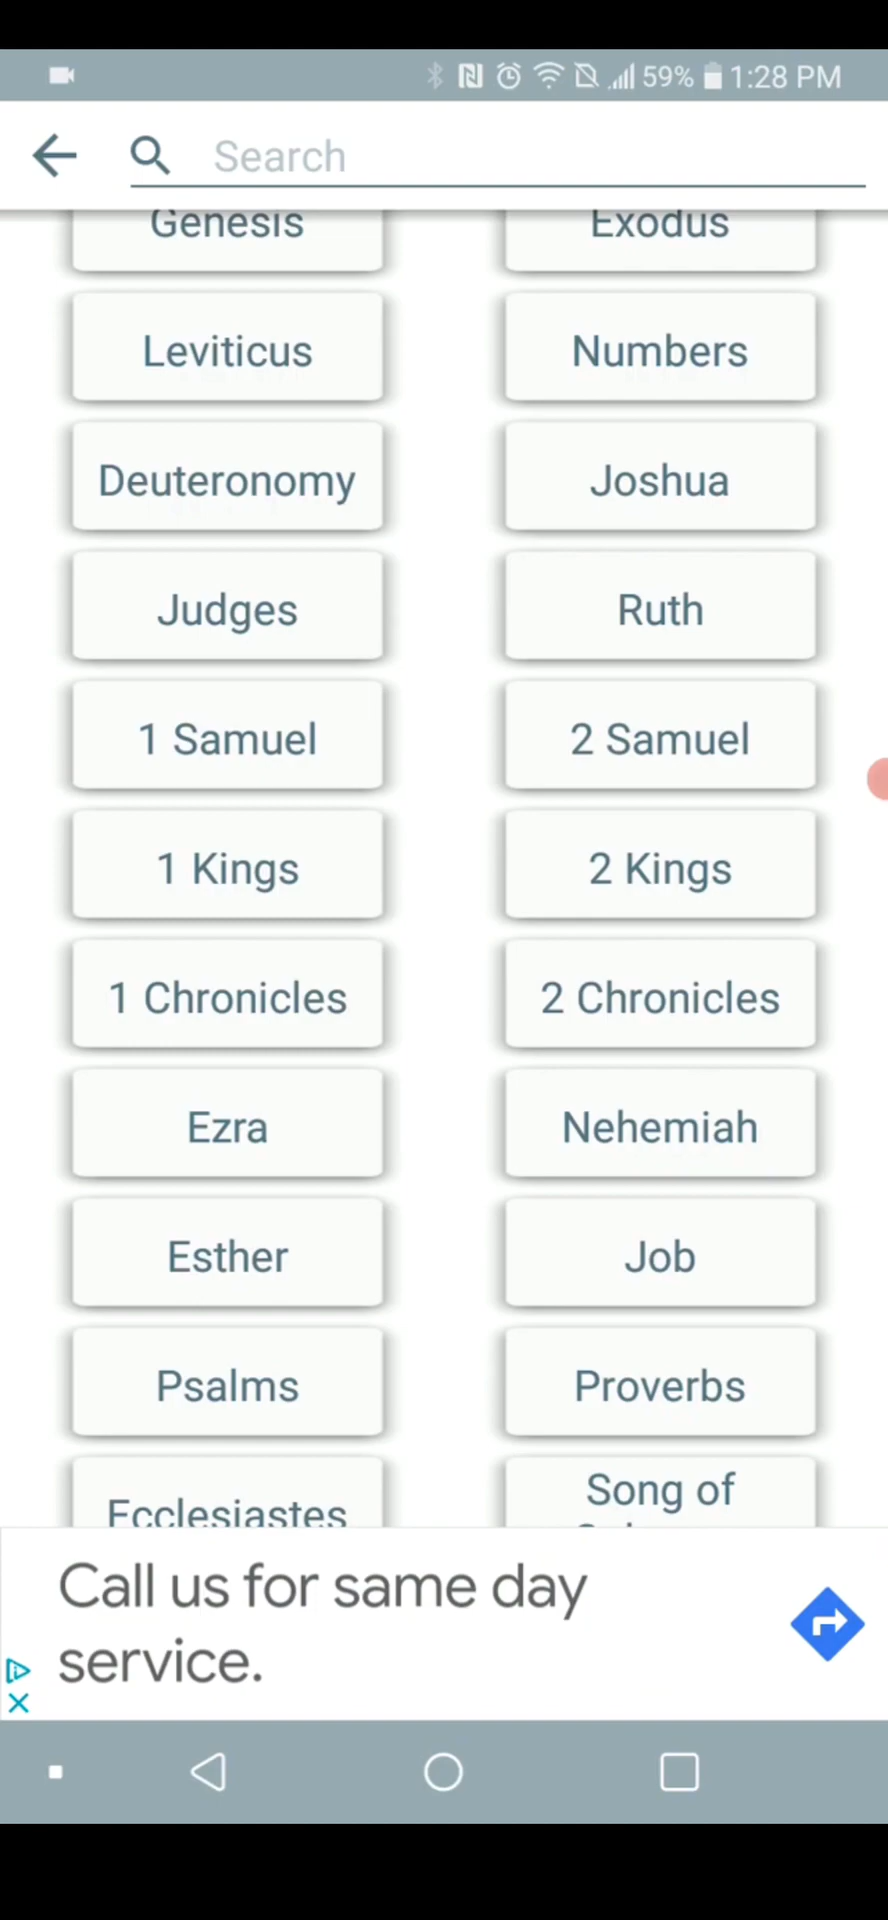 59% 1:28 PM
Search
Genesis Exodus
Leviticus Numbers
Deuteronomy Joshua
Judges Ruth
1 Samuel 2 Samuel
1 Kings 2 Kings
1 Chronicles 2 Chronicles
Ezra Nehemiah
Esther Job
Psalms Proverbs
Ecclesiastes Song of
Call us for same day
service.